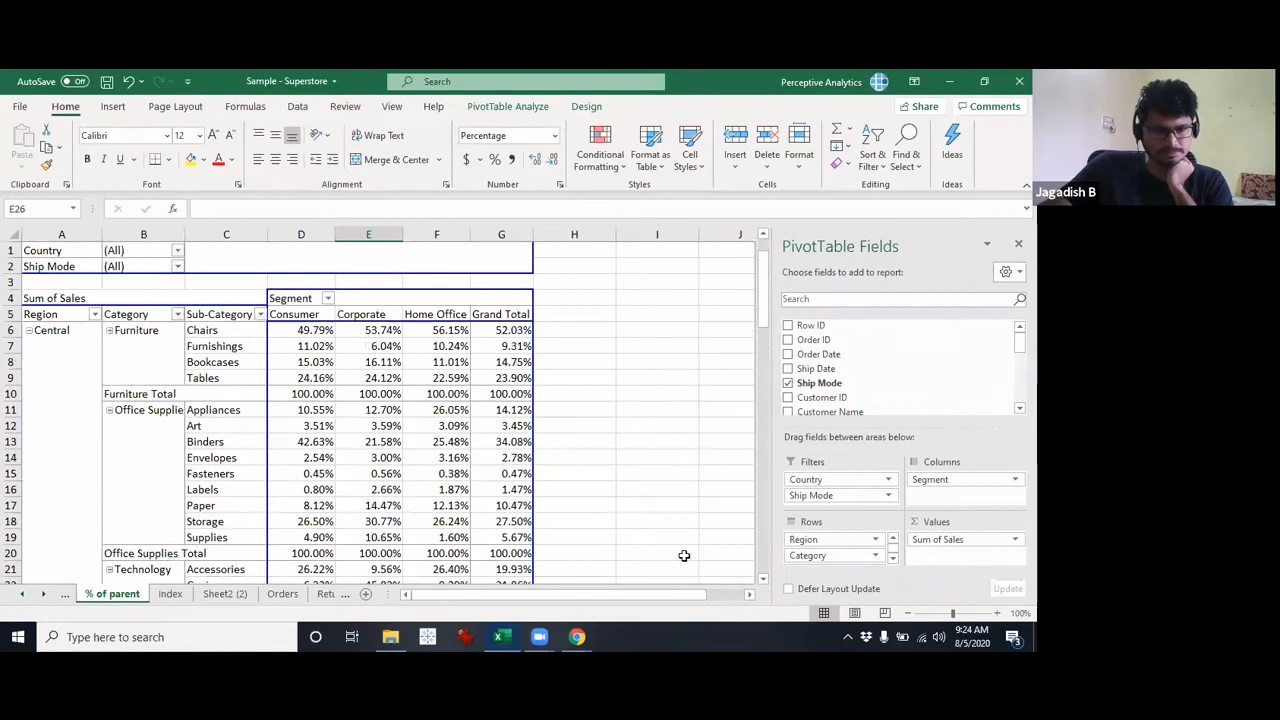 AutoSave Off Sample - Superstore Search Perceptive Analytics
File Home Insert Page Layout Formulas Data Review View Help PivotTable Analyze Design Share Comments
Paste Calibri 12 A A Wrap Text Percentage Conditional Format as Cell Insert Delete Format Sort & Find & Ideas
B I U A Merge & Center $ % Formatting Table Styles Filter Select
Clipboard Font Alignment Number Styles Cells Editing Ideas
Jagadish B
E26 fx
A B C D E F G H I J
1 Country (All)
2 Ship Mode (All)
3
4 Sum of Sales Segment
5 Region Category Sub-Category Consumer Corporate Home Office Grand Total
6 Central Furniture Chairs 49.79% 53.74% 56.15% 52.03%
7 Furnishings 11.02% 6.04% 10.24% 9.31%
8 Bookcases 15.03% 16.11% 11.01% 14.75%
9 Tables 24.16% 24.12% 22.59% 23.90%
10 Furniture Total 100.00% 100.00% 100.00% 100.00%
11 Office Supplie Appliances 10.55% 12.70% 26.05% 14.12%
12 Art 3.51% 3.59% 3.09% 3.45%
13 Binders 42.63% 21.58% 25.48% 34.08%
14 Envelopes 2.54% 3.00% 3.16% 2.78%
15 Fasteners 0.45% 0.56% 0.38% 0.47%
16 Labels 0.80% 2.66% 1.87% 1.47%
17 Paper 8.12% 14.47% 12.13% 10.47%
18 Storage 26.50% 30.77% 26.24% 27.50%
19 Supplies 4.90% 10.65% 1.60% 5.67%
20 Office Supplies Total 100.00% 100.00% 100.00% 100.00%
21 Technology Accessories 26.22% 9.56% 26.40% 19.93%
PivotTable Fields
Choose fields to add to report:
Search
Row ID
Order ID
Order Date
Ship Date
Ship Mode
Customer ID
Customer Name
Drag fields between areas below:
Filters Columns
Country Segment
Ship Mode
Rows Σ Values
Region Sum of Sales
Category
Defer Layout Update Update
... % of parent Index Sheet2 (2) Orders Retu ...
100%
Type here to search
9:24 AM
8/5/2020
3